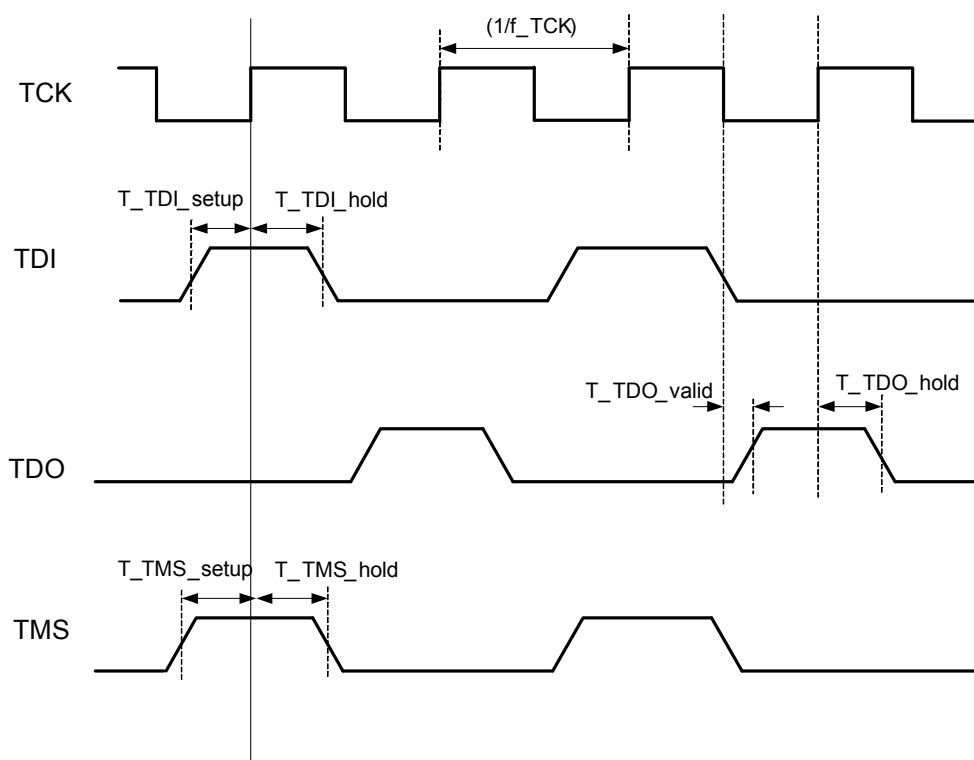 (1/f_TCK)
TCK
T_TDI_setup
T_TDI_hold
TDI
T_TDO_valid
T_TDO_hold
TDO
T_TMS_setup
T_TMS_hold
TMS